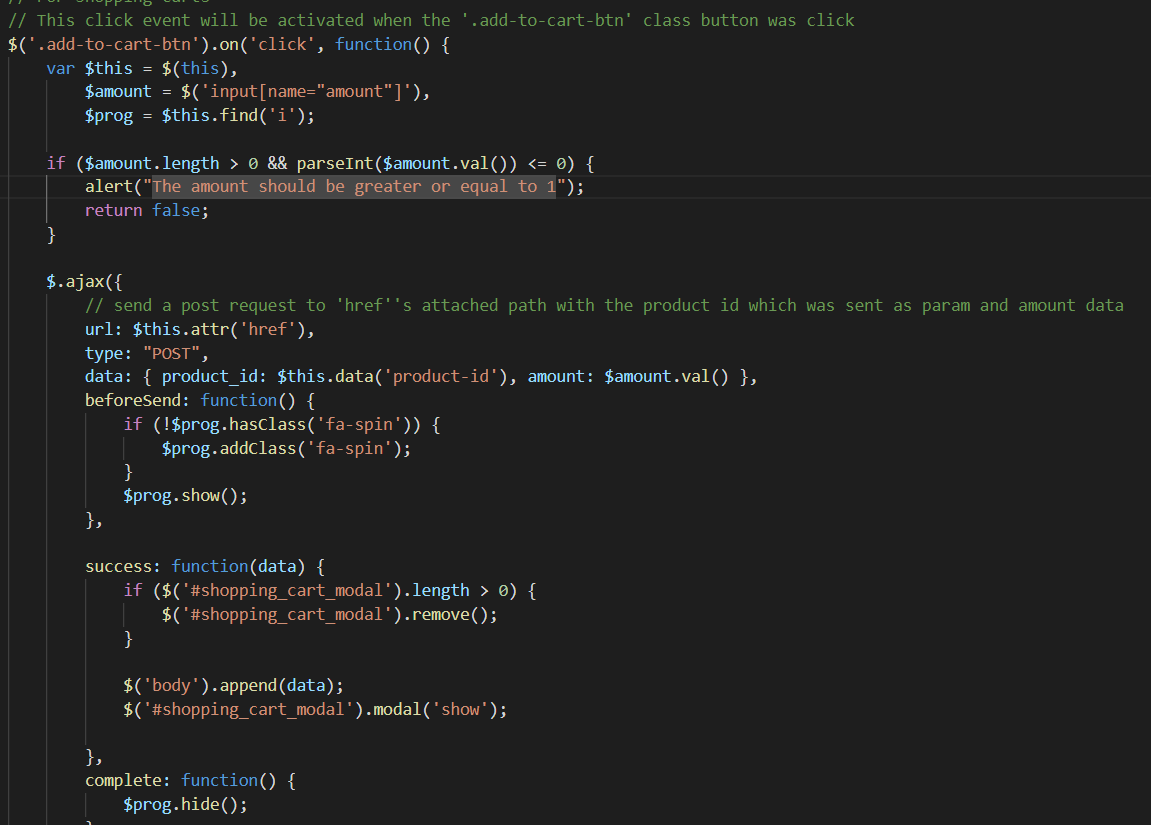 // For shopping carts
// This click event will be activated when the '.add-to-cart-btn' class button was click
$('.add-to-cart-btn').on('click', function() {
    var $this = $(this),
        $amount = $('input[name="amount"]'),
        $prog = $this.find('i');

    if ($amount.length > 0 && parseInt($amount.val()) <= 0) {
        alert("The amount should be greater or equal to 1");
        return false;
    }

    $.ajax({
        // send a post request to 'href''s attached path with the product id which was sent as param and amount data
        url: $this.attr('href'),
        type: "POST",
        data: { product_id: $this.data('product-id'), amount: $amount.val() },
        beforeSend: function() {
            if (!$prog.hasClass('fa-spin')) {
                $prog.addClass('fa-spin');
            }
            $prog.show();
        },

        success: function(data) {
            if ($('#shopping_cart_modal').length > 0) {
                $('#shopping_cart_modal').remove();
            }

            $('body').append(data);
            $('#shopping_cart_modal').modal('show');

        },
        complete: function() {
            $prog.hide();